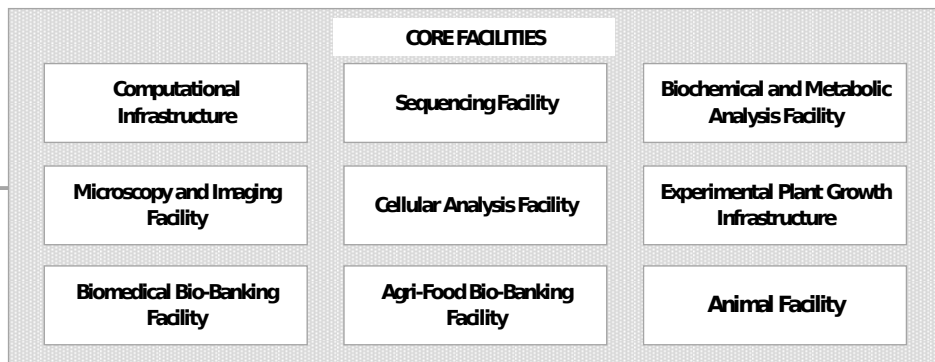 CORE FACILITIES
Computational
Infrastructure
Sequencing Facility
Biochemical and Metabolic
Analysis Facility
Microscopy and Imaging
Facility
Cellular Analysis Facility
Experimental Plant Growth
Infrastructure
Biomedical Bio-Banking
Facility
Agri-Food Bio-Banking
Facility
Animal Facility